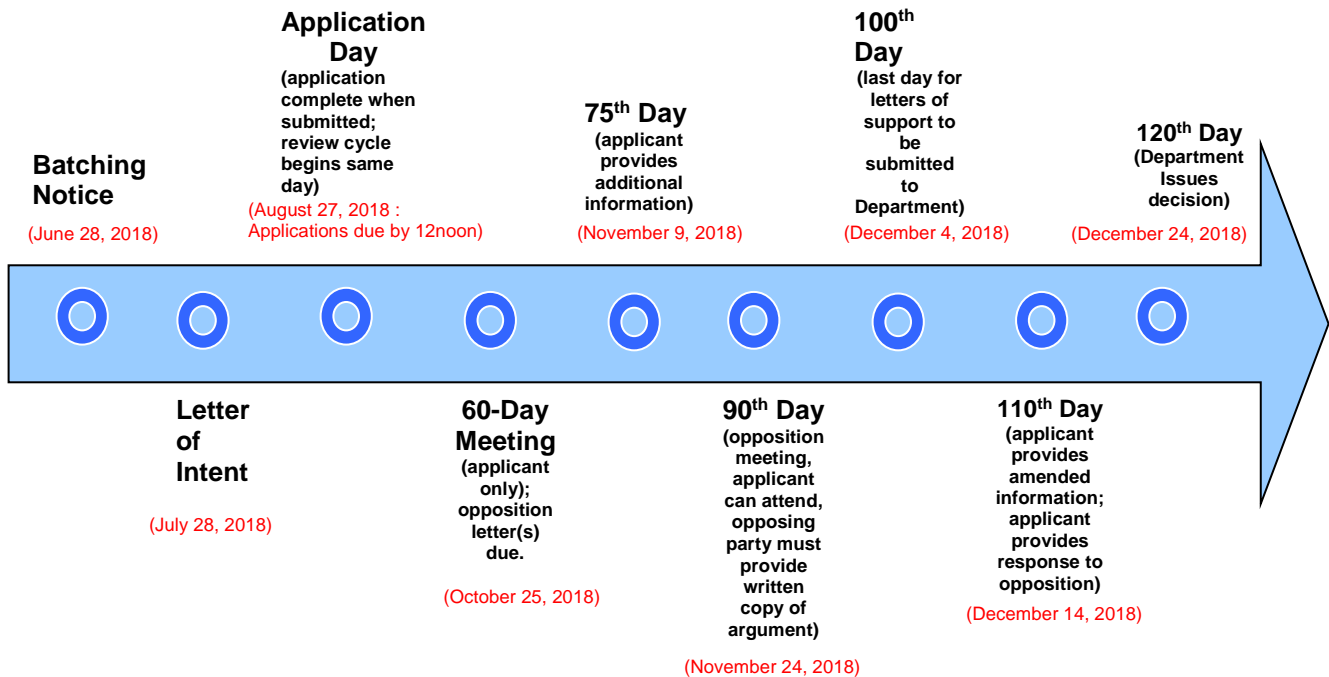 Batching
Notice
(June 28, 2018)
Letter
of
Intent
(July 28, 2018)
Application
Day
(application
complete when
submitted;
review cycle
begins same
day)
(August 27, 2018 :
Applications due by 12noon)
60-Day
Meeting
(applicant
only);
opposition
letter(s)
due.
(October 25, 2018)
75th Day
(applicant
provides
additional
information)
(November 9, 2018)
90th Day
(opposition
meeting,
applicant
can attend,
opposing
party must
provide
written
copy of
argument)
(November 24, 2018)
100th
Day
(last day for
letters of
support to
be
submitted
to
Department)
(December 4, 2018)
110th Day
(applicant
provides
amended
information;
applicant
provides
response to
opposition)
(December 14, 2018)
120th Day
(Department
Issues
decision)
(December 24, 2018)